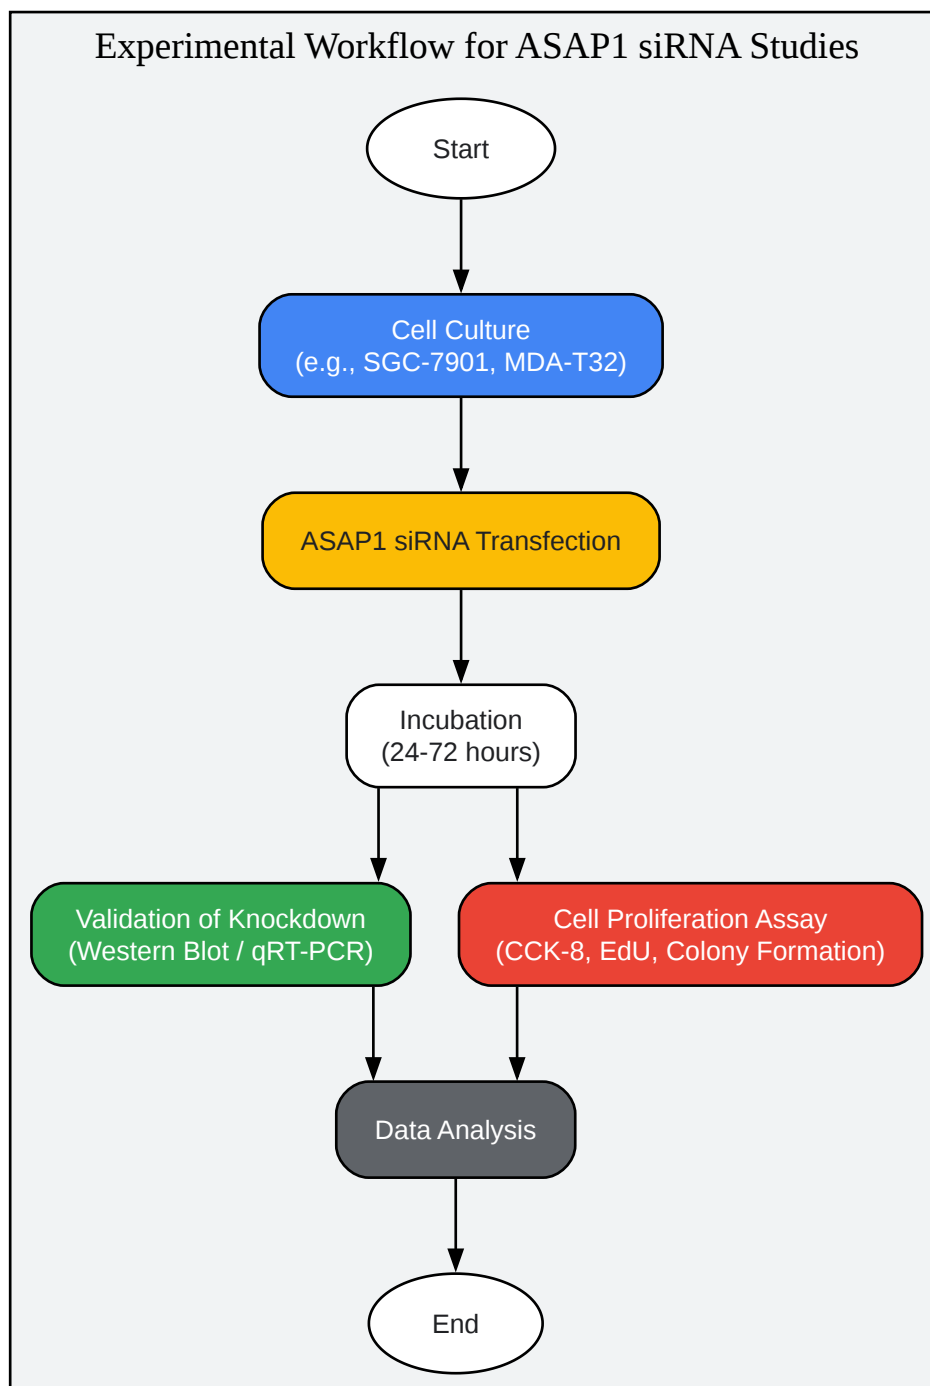 Experimental Workflow for ASAP1 siRNA Studies
Start
Cell Culture
(e.g., SGC-7901, MDA-T32)
ASAP1 siRNA Transfection
Incubation
(24-72 hours)
Validation of Knockdown
(Western Blot / qRT-PCR)
Cell Proliferation Assay
(CCK-8, EdU, Colony Formation)
Data Analysis
End